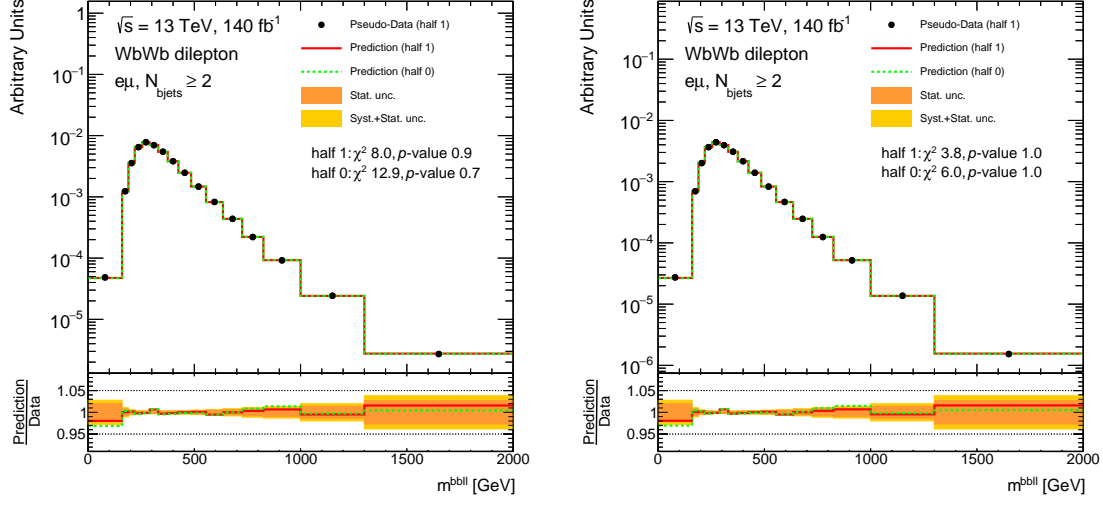 √s = 13 TeV, 140 fb⁻¹
WbWb dilepton
eμ, N_bjets ≥ 2
Pseudo-Data (half 1)
Prediction (half 1)
Prediction (half 0)
Stat. unc.
Syst.+Stat. unc.
half 1: χ² 8.0, p-value 0.9
half 0: χ² 12.9, p-value 0.7
Arbitrary Units
10⁻¹
10⁻²
10⁻³
10⁻⁴
10⁻⁵
Prediction
Data
1.05
1
0.95
0 500 1000 1500 2000
m^bbll [GeV]
√s = 13 TeV, 140 fb⁻¹
WbWb dilepton
eμ, N_bjets ≥ 2
Pseudo-Data (half 1)
Prediction (half 1)
Prediction (half 0)
Stat. unc.
Syst.+Stat. unc.
half 1: χ² 3.8, p-value 1.0
half 0: χ² 6.0, p-value 1.0
Arbitrary Units
1
10⁻¹
10⁻²
10⁻³
10⁻⁴
10⁻⁵
10⁻⁶
Prediction
Data
1.05
1
0.95
0 500 1000 1500 2000
m^bbll [GeV]